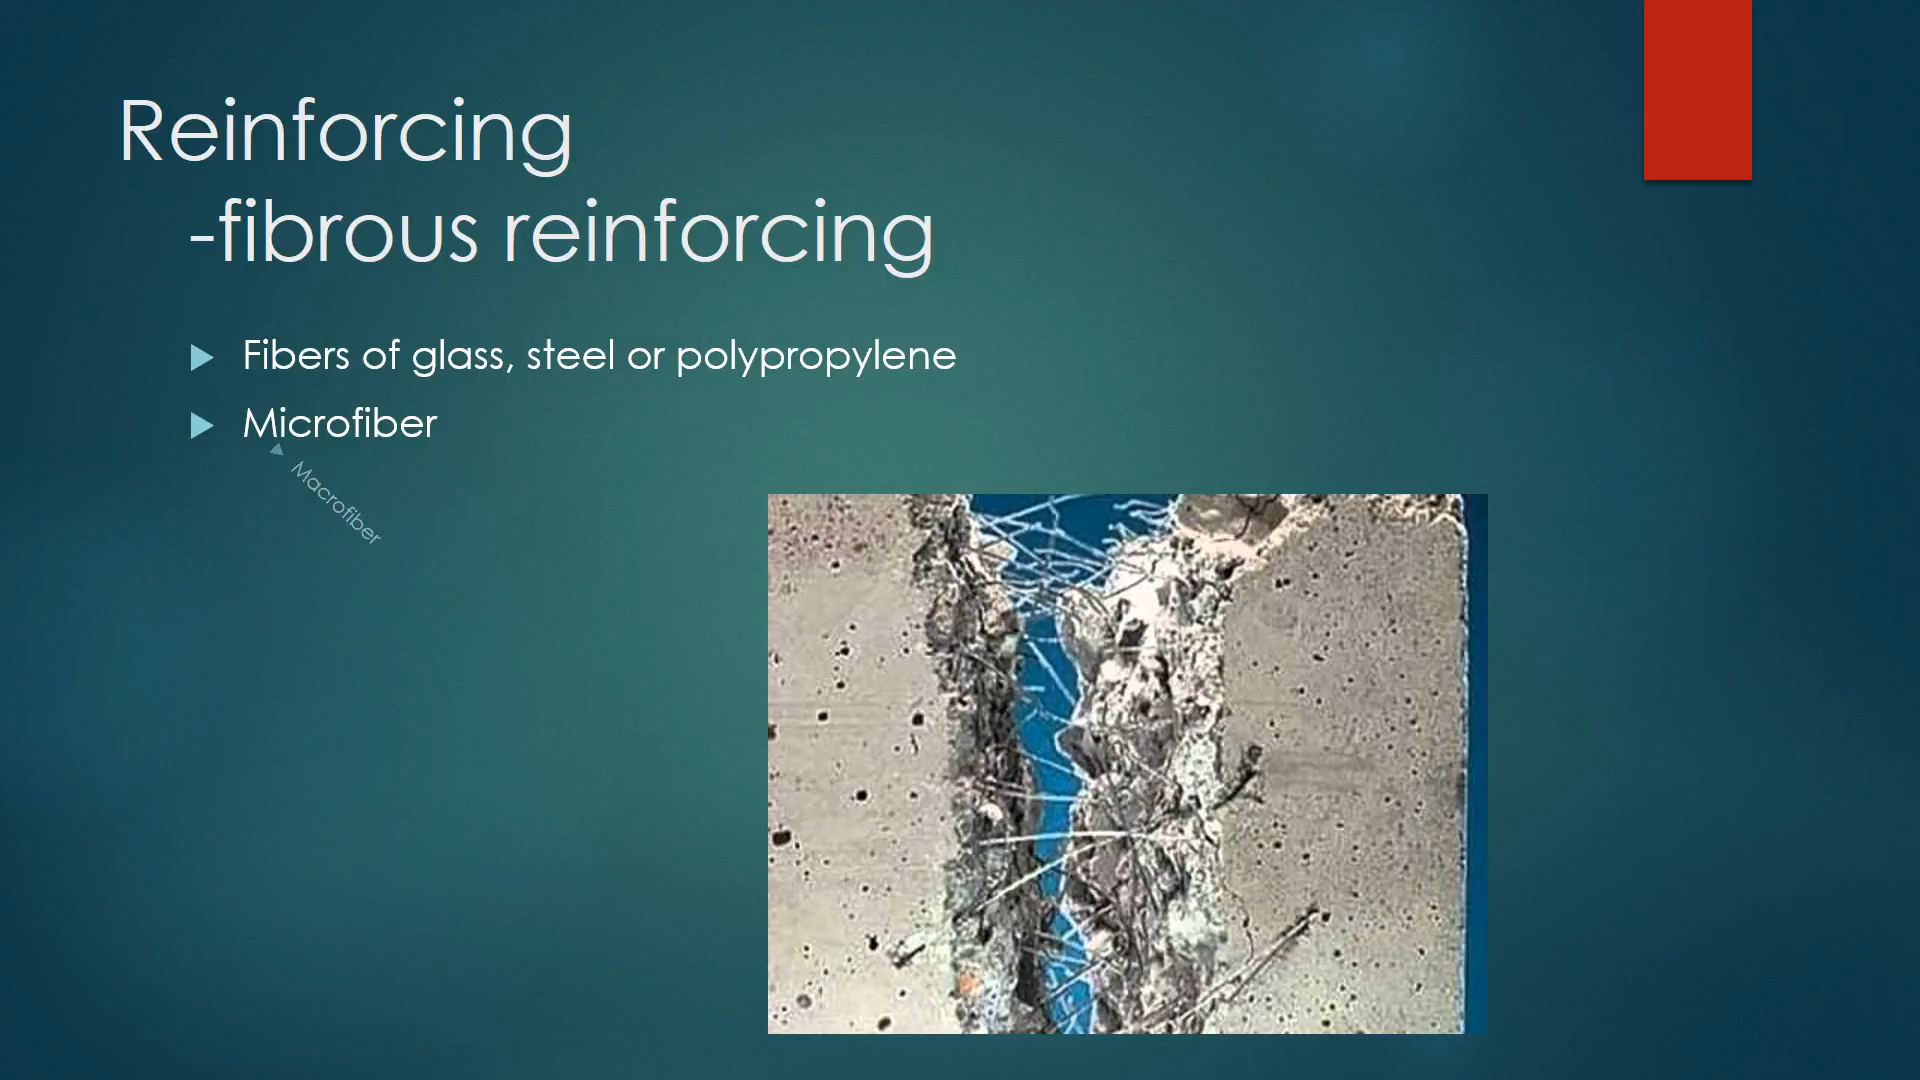 Reinforcing
-fibrous reinforcing
Fibers of glass, steel or polypropylene
Microfiber
Macrofiber